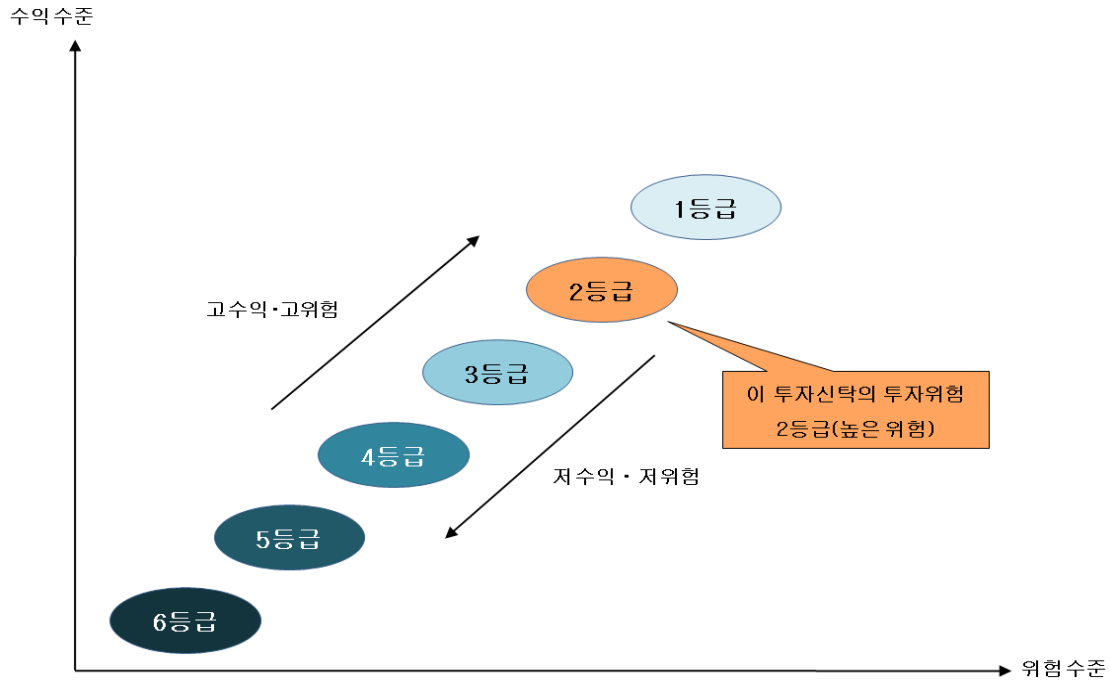 수익수준
1등급
2등급
고수익·고위험
3등급
이 투자신탁의 투자위험
2등급(높은 위험)
4등급
저수익 · 저위험
5등급
6등급
위험수준